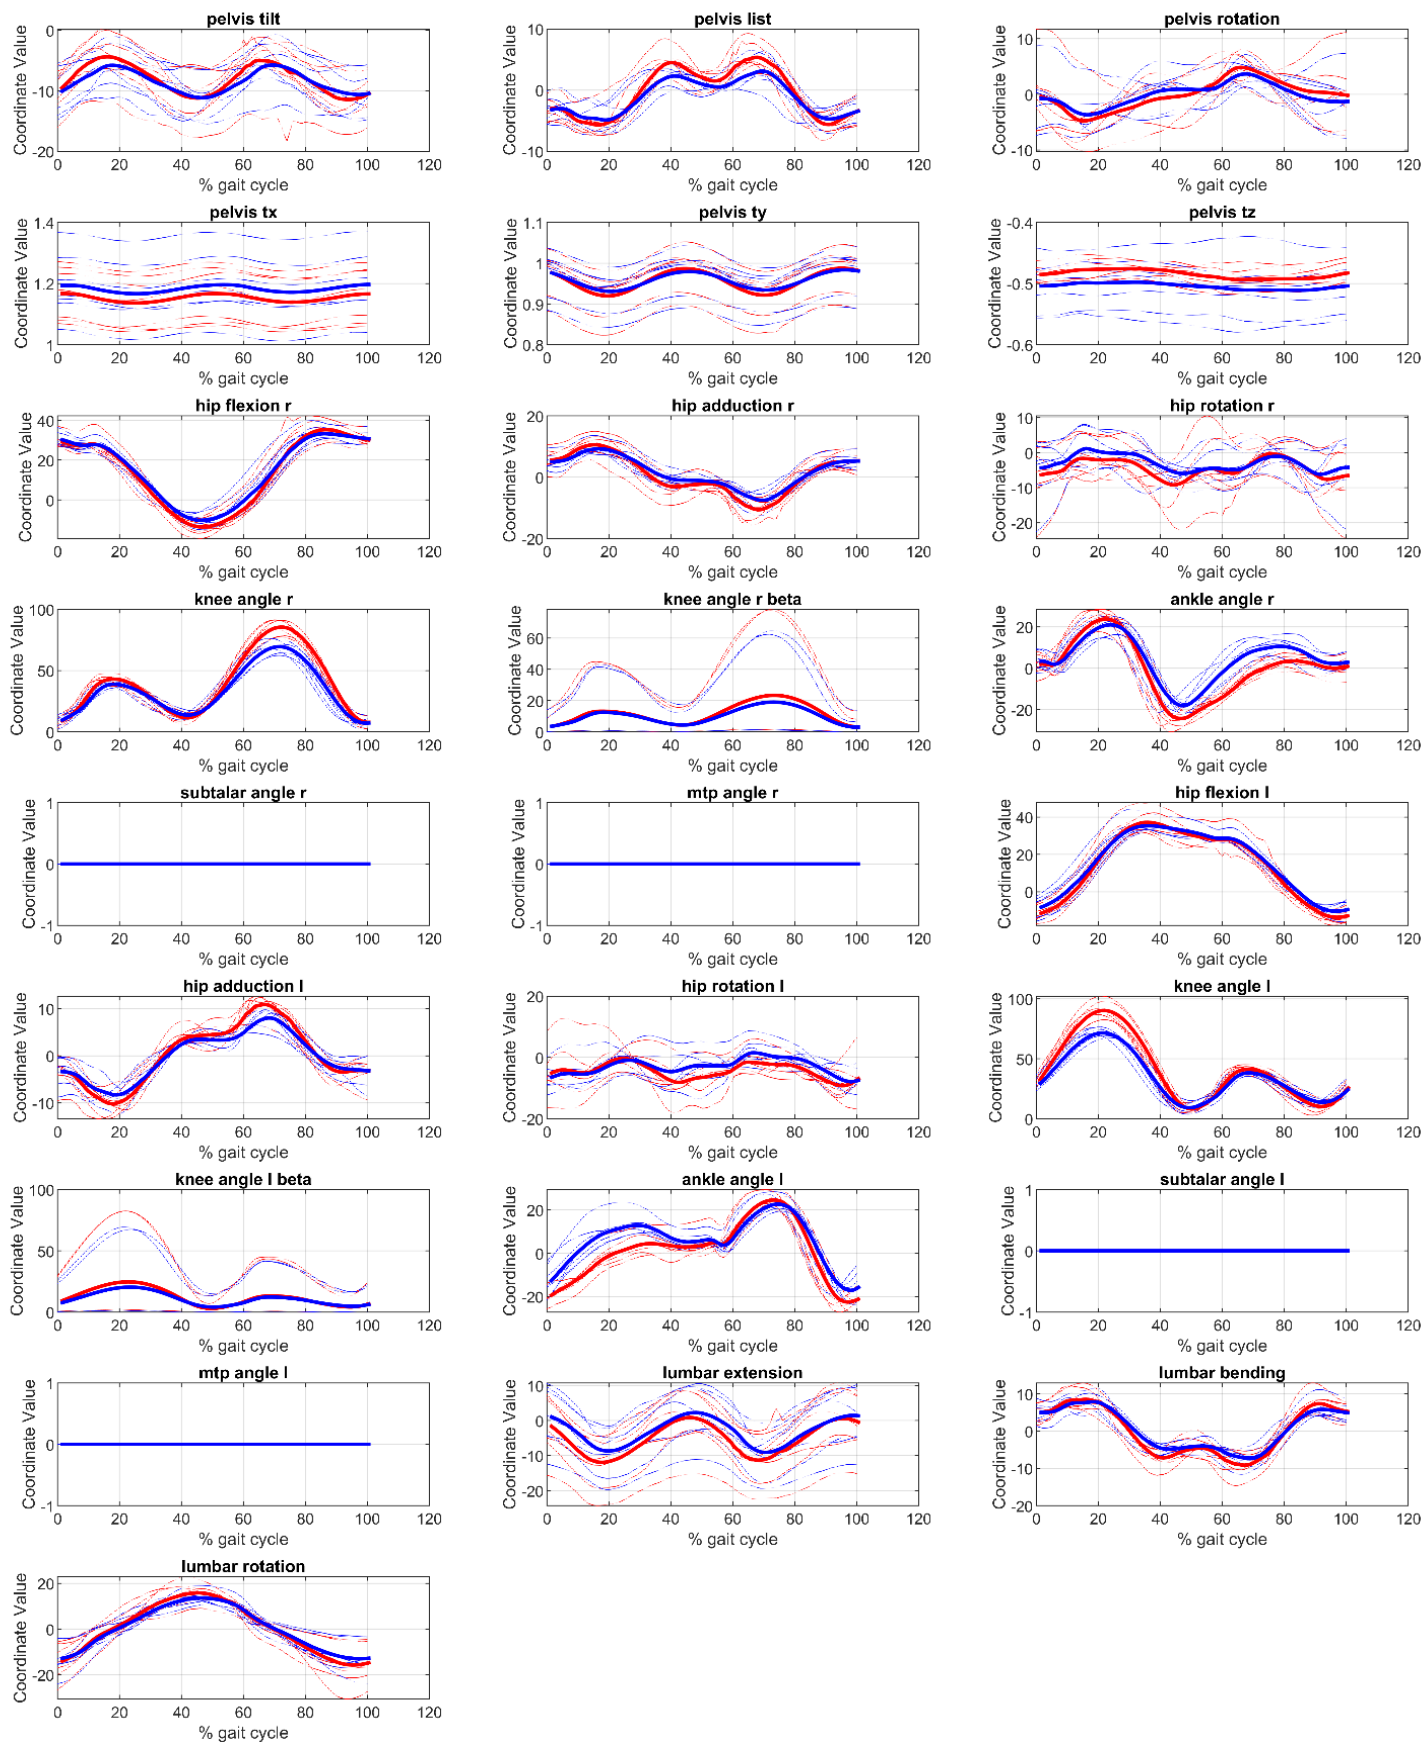 pelvis tilt
Coordinate Value
0
-10
-20
0 20 40 60 80 100 120
% gait cycle
pelvis list
Coordinate Value
10
0
-10
0 20 40 60 80 100 120
% gait cycle
pelvis rotation
Coordinate Value
10
0
-10
0 20 40 60 80 100 120
% gait cycle
pelvis tx
Coordinate Value
1.4
1.2
1
0 20 40 60 80 100 120
% gait cycle
pelvis ty
Coordinate Value
1.1
1
0.9
0.8
0 20 40 60 80 100 120
% gait cycle
pelvis tz
Coordinate Value
-0.4
-0.5
-0.6
0 20 40 60 80 100 120
% gait cycle
hip flexion r
Coordinate Value
40
20
0
0 20 40 60 80 100 120
% gait cycle
hip adduction r
Coordinate Value
20
0
-20
0 20 40 60 80 100 120
% gait cycle
hip rotation r
Coordinate Value
10
0
-10
-20
0 20 40 60 80 100 120
% gait cycle
knee angle r
Coordinate Value
100
50
0
0 20 40 60 80 100 120
% gait cycle
knee angle r beta
Coordinate Value
60
40
20
0
0 20 40 60 80 100 120
% gait cycle
ankle angle r
Coordinate Value
20
0
-20
0 20 40 60 80 100 120
% gait cycle
subtalar angle r
Coordinate Value
1
0
-1
0 20 40 60 80 100 120
% gait cycle
mtp angle r
Coordinate Value
1
0
-1
0 20 40 60 80 100 120
% gait cycle
hip flexion l
Coordinate Value
40
20
0
0 20 40 60 80 100 120
% gait cycle
hip adduction l
Coordinate Value
10
0
-10
0 20 40 60 80 100 120
% gait cycle
hip rotation l
Coordinate Value
20
0
-20
0 20 40 60 80 100 120
% gait cycle
knee angle l
Coordinate Value
100
50
0
0 20 40 60 80 100 120
% gait cycle
knee angle l beta
Coordinate Value
100
50
0
0 20 40 60 80 100 120
% gait cycle
ankle angle l
Coordinate Value
20
0
-20
0 20 40 60 80 100 120
% gait cycle
subtalar angle l
Coordinate Value
1
0
-1
0 20 40 60 80 100 120
% gait cycle
mtp angle l
Coordinate Value
1
0
-1
0 20 40 60 80 100 120
% gait cycle
lumbar extension
Coordinate Value
10
0
-10
-20
0 20 40 60 80 100 120
% gait cycle
lumbar bending
Coordinate Value
10
0
-10
-20
0 20 40 60 80 100 120
% gait cycle
lumbar rotation
Coordinate Value
20
0
-20
0 20 40 60 80 100 120
% gait cycle